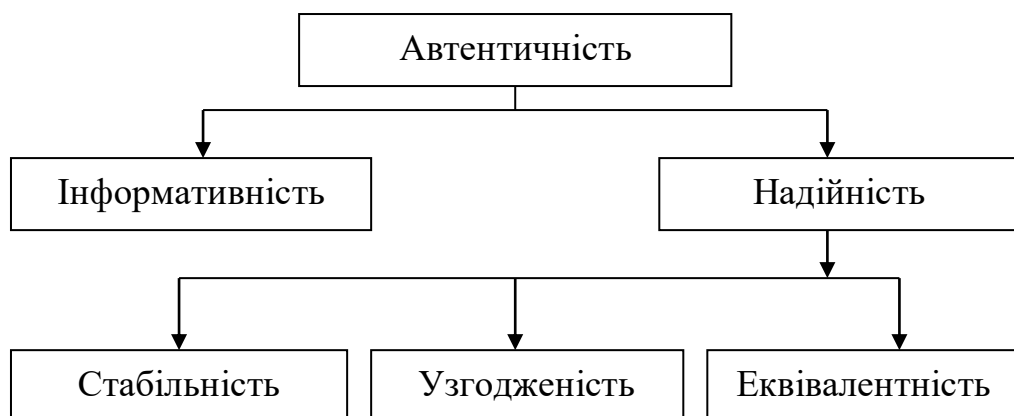 Автентичність
Інформативність
Надійність
Стабільність
Узгодженість
Еквівалентність